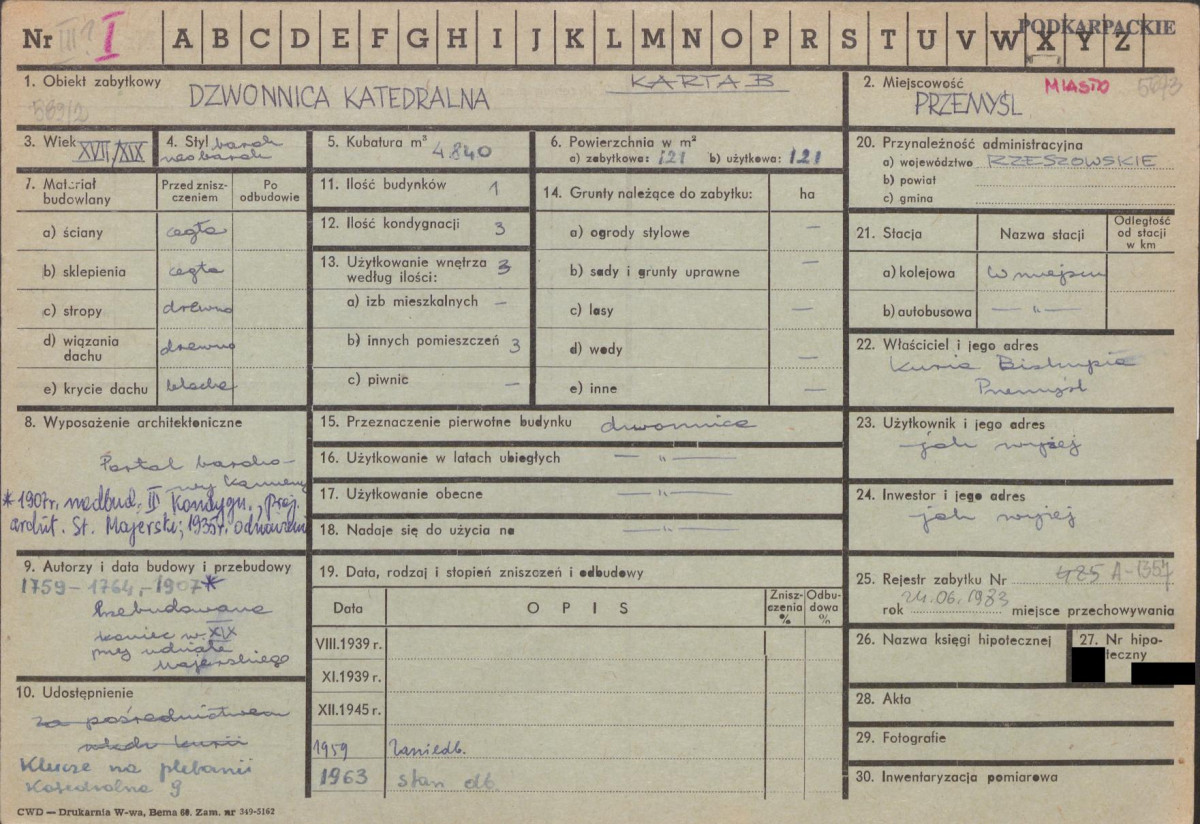 PODKARPACKIE
Nr III? I A B C D E F G H I J K L M N O P R S T U V W X Y Z
1. Obiekt zabytkowy KARTA B
DZWONNICA KATEDRALNA
2. Miejscowość MIASTO
PRZEMYŚL
3. Wiek XVII/XIX
4. Styl barok
neobarok
5. Kubatura m³ 4840
6. Powierzchnia w m²
a) zabytkowa: 121 b) użytkowa: 121
20. Przynależność administracyjna
a) województwo RZESZOWSKIE
b) powiat
c) gmina
7. Materiał budowlany
Przed zniszczeniem
Po odbudowie
a) ściany cegła
b) sklepienia cegła
c) stropy drewno
d) wiązania dachu drewno
e) krycie dachu blacha
11. Ilość budynków 1
12. Ilość kondygnacji 3
13. Użytkowanie wnętrza 3
według ilości:
a) izb mieszkalnych —
b) innych pomieszczeń 3
c) piwnic —
14. Grunty należące do zabytku: ha
a) ogrody stylowe —
b) sady i grunty uprawne —
c) lasy —
d) wody —
e) inne —
21. Stacja
Nazwa stacji
Odległość od stacji w km
a) kolejowa w miejscu
b) autobusowa — " —
22. Właściciel i jego adres
Kuria Biskupia
Przemyśl
8. Wyposażenie architektoniczne
Portal barokowy kamienny
* 1907r. nadbud. III Kondygn., proj.
archit. St. Majerski; 1935r. odnowienie
15. Przeznaczenie pierwotne budynku dzwonnica
16. Użytkowanie w latach ubiegłych — " —
17. Użytkowanie obecne — " —
18. Nadaje się do użycia na — " —
23. Użytkownik i jego adres
jak wyżej
24. Inwestor i jego adres
jak wyżej
9. Autorzy i data budowy i przebudowy
1759 - 1764, - 1907*
Przebudowana
koniec w. XIX
przy udziale
Majerskiego
19. Data, rodzaj i stopień zniszczeń i odbudowy
Data
OPIS
Zniszczenia %
Odbudowa %
VIII.1939 r.
XI.1939 r.
XII.1945 r.
1959 Zaniedb.
1963 stan db.
25. Rejestr zabytku Nr 485 A-1357
rok 24.06.1983 miejsce przechowywania
26. Nazwa księgi hipotecznej
27. Nr hipoteczny
28. Akta
29. Fotografie
30. Inwentaryzacja pomiarowa
10. Udostępnienie
za pośrednictwem
władz kurii
Klucze na plebanii
Katedralna 9
CWD — Drukarnia W-wa, Bema 60. Zam. nr 349-5162